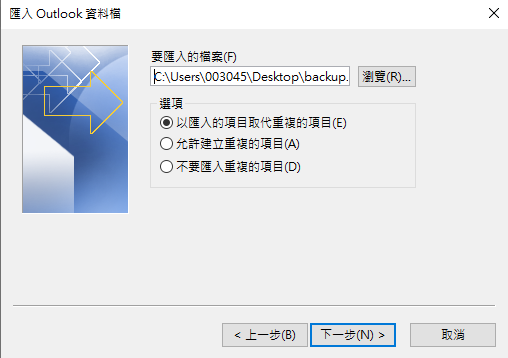 匯入 Outlook 資料檔
要匯入的檔案(F)
C:\Users\003045\Desktop\backup.
瀏覽(R)...
選項
以匯入的項目取代重複的項目(E)
允許建立重複的項目(A)
不要匯入重複的項目(D)
< 上一步(B)
下一步(N) >
取消